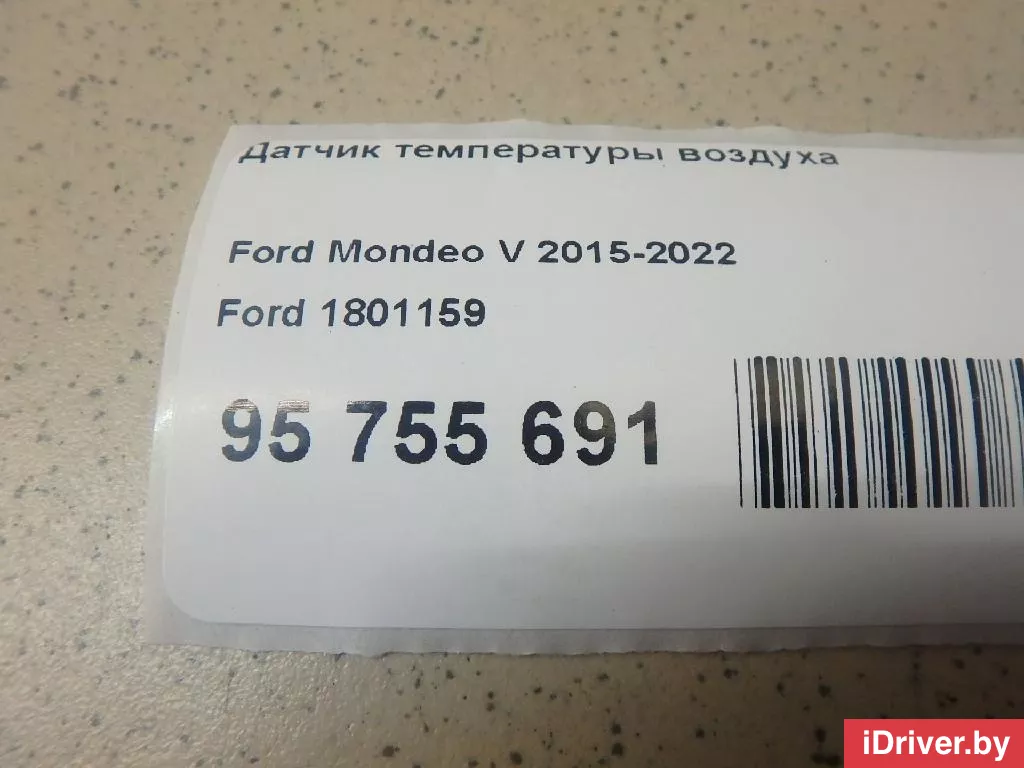 Датчик температуры воздуха
Ford Mondeo V 2015-2022
Ford 1801159
95 755 691
iDriver.by